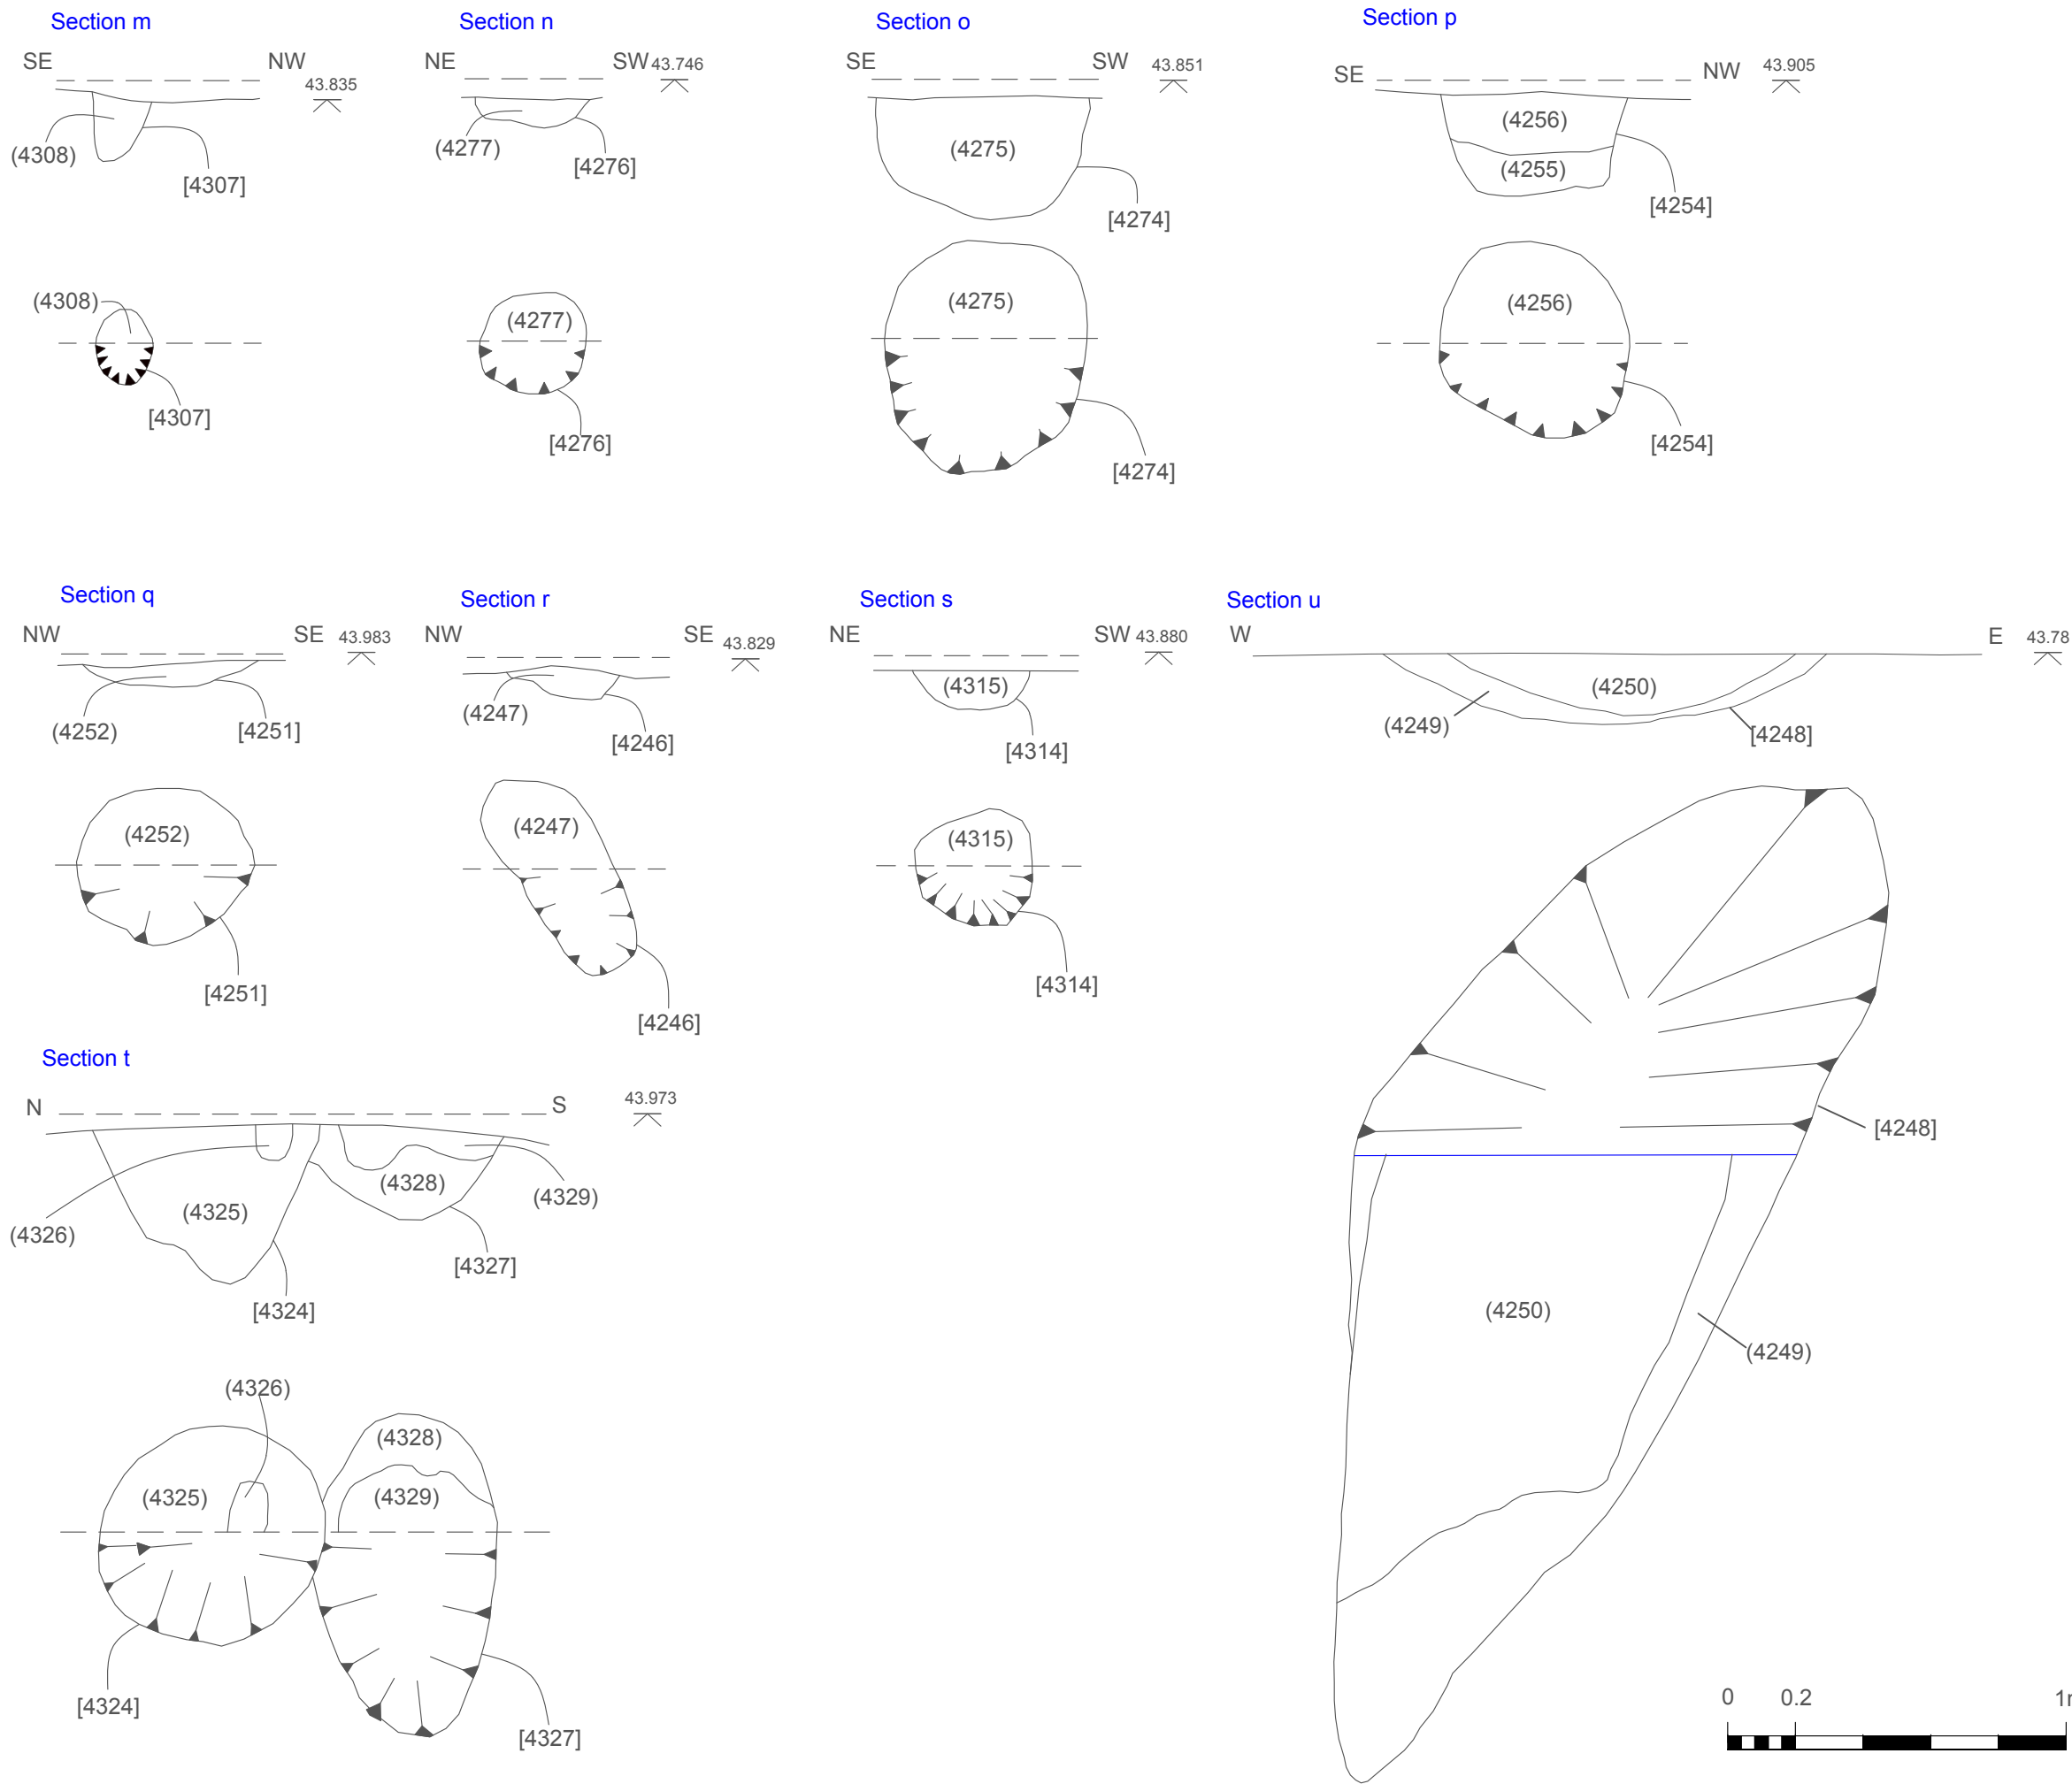 Section m
SE NW 43.835
(4308)
[4307]
(4308)
[4307]
Section n
NE SW 43.746
(4277)
[4276]
(4277)
[4276]
Section o
SE SW 43.851
(4275)
[4274]
(4275)
[4274]
Section p
SE NW 43.905
(4256)
(4255)
[4254]
(4256)
[4254]
Section q
NW SE 43.983
(4252) [4251]
(4252)
[4251]
Section r
NW SE 43.829
(4247)
[4246]
(4247)
[4246]
Section s
NE SW 43.880
(4315)
[4314]
(4315)
[4314]
Section u
W E 43.78
(4250)
(4249) [4248]
[4248]
(4250)
(4249)
Section t
N S 43.973
(4328)
(4329)
(4325)
(4326)
[4327]
[4324]
(4326)
(4328)
(4325) (4329)
[4324]
[4327]
0 0.2 1